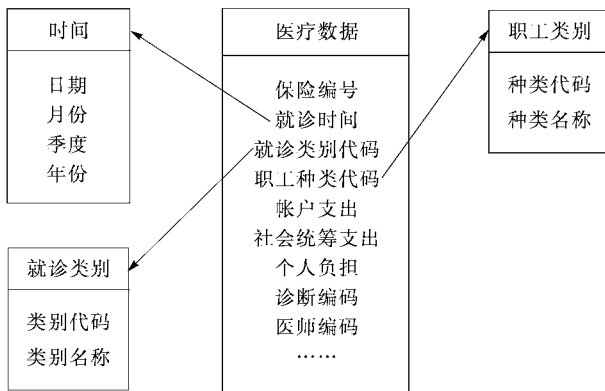 时间
日期
月份
季度
年份
医疗数据
保险编号
就诊时间
就诊类别代码
职工种类代码
帐户支出
社会统筹支出
个人负担
诊断编码
医师编码
……
职工类别
种类代码
种类名称
就诊类别
类别代码
类别名称